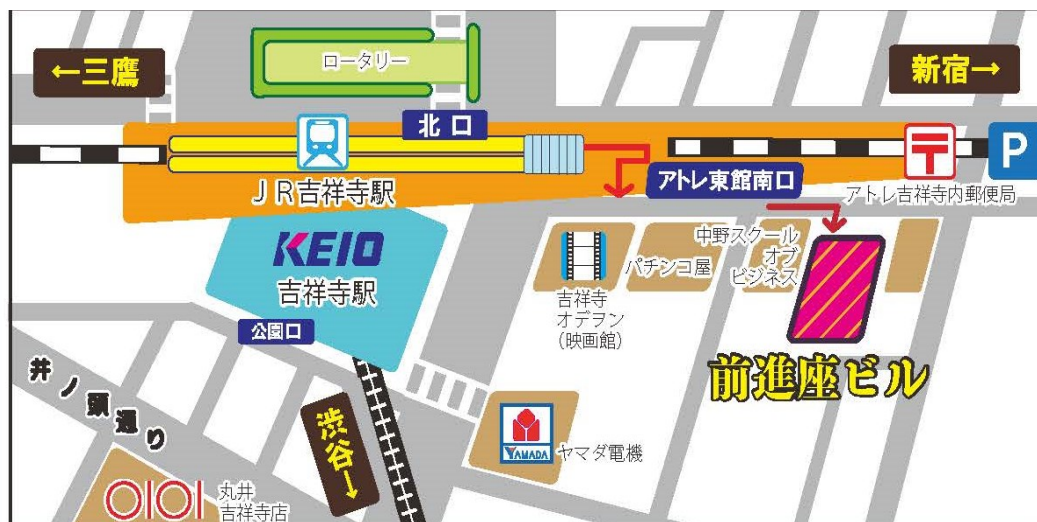 ロータリー
←三鷹
新宿→
北口
P
JR吉祥寺駅
アトレ東館南口
アトレ吉祥寺内郵便局
KEIO
吉祥寺駅
中野スクール
オブ
ビジネス
パチンコ屋
吉祥寺
オデヲン
(映画館)
公園口
前進座ビル
井ノ頭通り
渋谷→
YAMADA
ヤマダ電機
OIOI
丸井
吉祥寺店